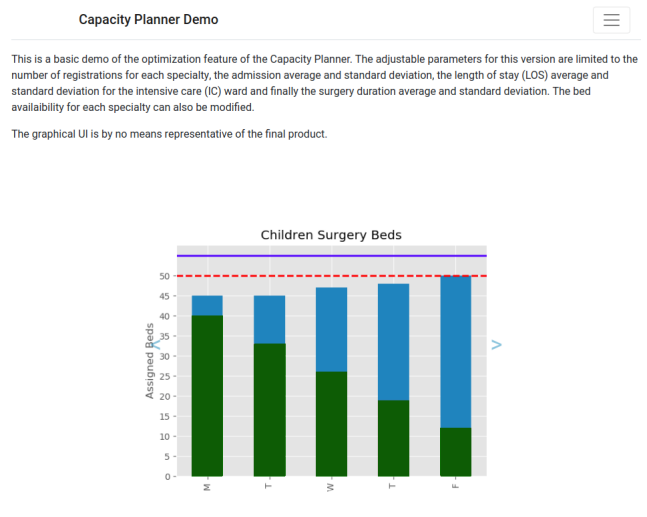 Capacity Planner Demo
This is a basic demo of the optimization feature of the Capacity Planner. The adjustable parameters for this version are limited to the
number of registrations for each specialty, the admission average and standard deviation, the length of stay (LOS) average and
standard deviation for the intensive care (IC) ward and finally the surgery duration average and standard deviation. The bed
availaibility for each specialty can also be modified.
The graphical UI is by no means representative of the final product.
Children Surgery Beds
Assigned Beds
50
45
40
35
30
25
20
15
10
5
0
<
>
M
T
W
T
F